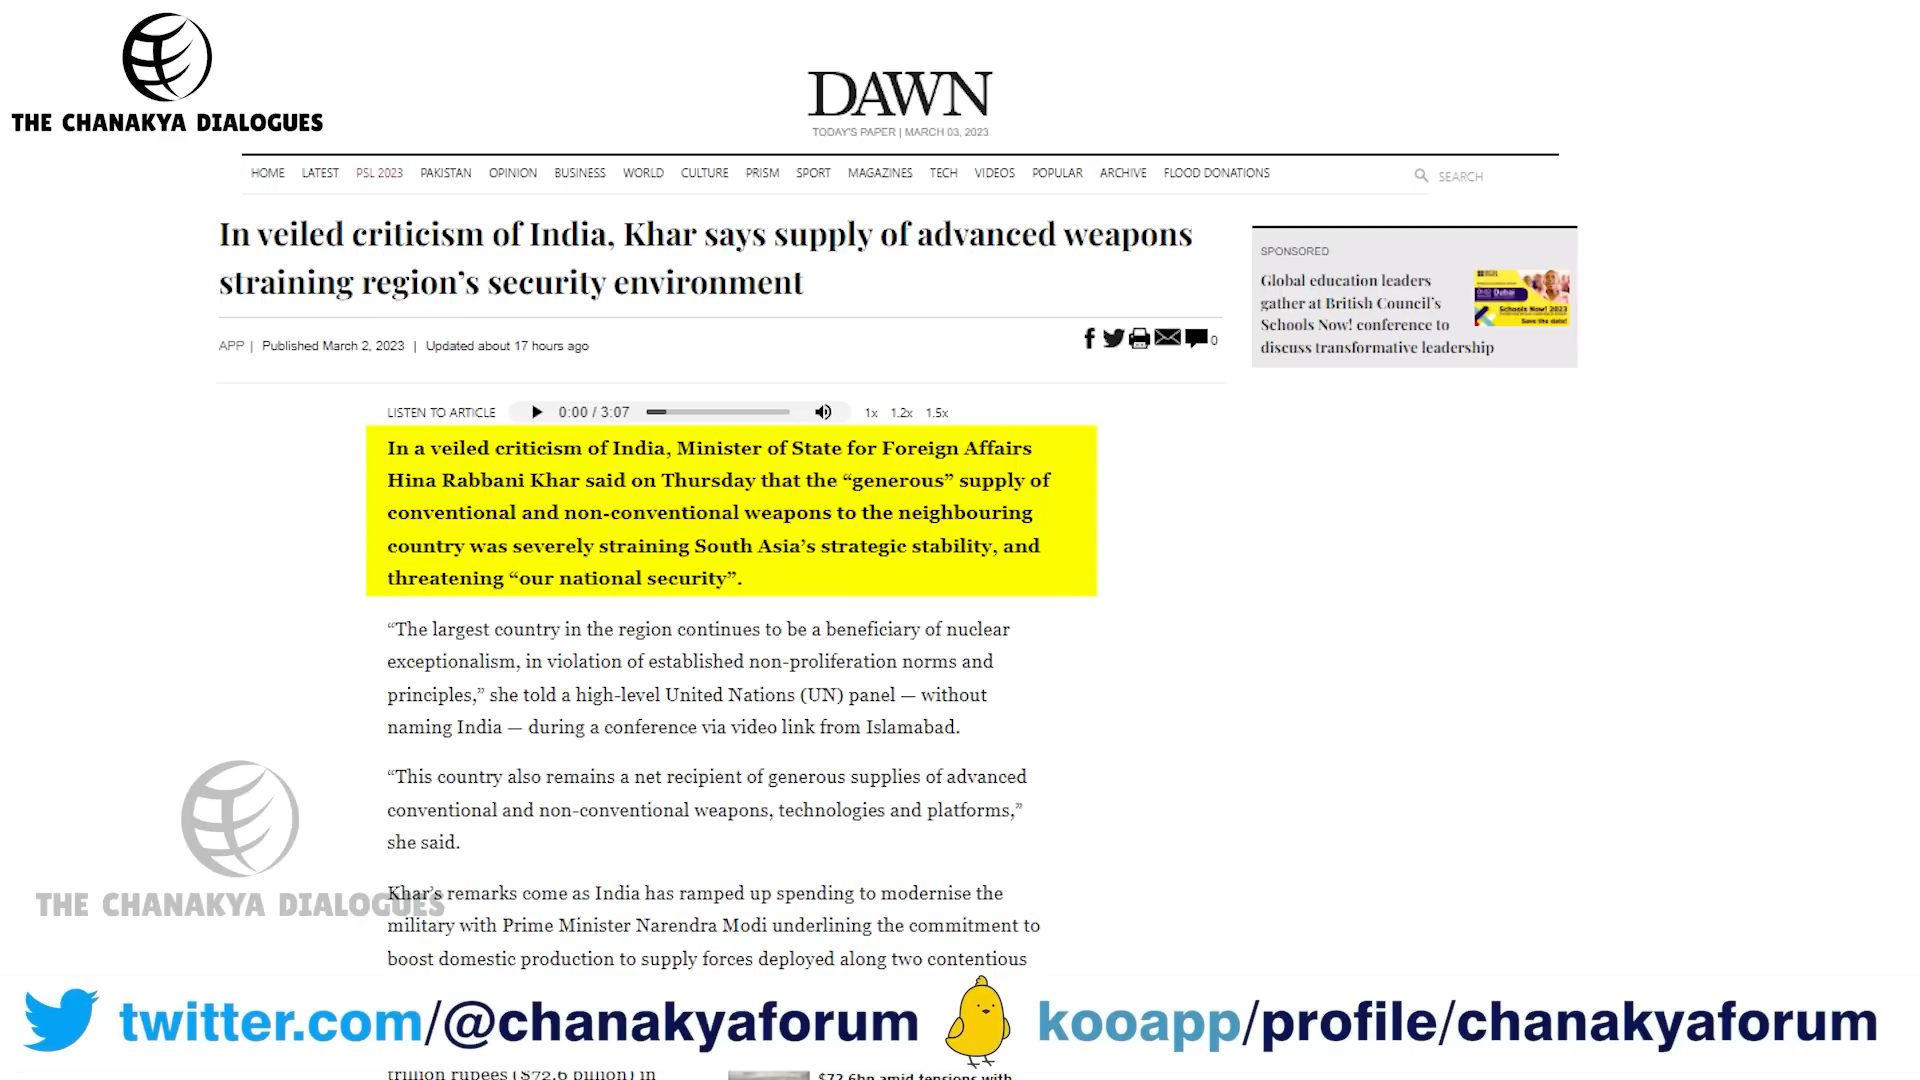 THE CHANAKYA DIALOGUES
DAWN
TODAY'S PAPER | MARCH 03, 2023
HOME LATEST PSL 2023 PAKISTAN OPINION BUSINESS WORLD CULTURE PRISM SPORT MAGAZINES TECH VIDEOS POPULAR ARCHIVE FLOOD DONATIONS SEARCH
In veiled criticism of India, Khar says supply of advanced weapons
straining region's security environment
APP | Published March 2, 2023 | Updated about 17 hours ago
0
SPONSORED
Global education leaders
gather at British Council's
Schools Now! conference to
discuss transformative leadership
Schools Now! 2023
Save the date!
LISTEN TO ARTICLE 0:00 / 3:07 1x 1.2x 1.5x
In a veiled criticism of India, Minister of State for Foreign Affairs
Hina Rabbani Khar said on Thursday that the “generous” supply of
conventional and non-conventional weapons to the neighbouring
country was severely straining South Asia's strategic stability, and
threatening “our national security”.
“The largest country in the region continues to be a beneficiary of nuclear
exceptionalism, in violation of established non-proliferation norms and
principles,” she told a high-level United Nations (UN) panel — without
naming India — during a conference via video link from Islamabad.
“This country also remains a net recipient of generous supplies of advanced
conventional and non-conventional weapons, technologies and platforms,”
she said.
Khar's remarks come as India has ramped up spending to modernise the
military with Prime Minister Narendra Modi underlining the commitment to
boost domestic production to supply forces deployed along two contentious
THE CHANAKYA DIALOGUES
twitter.com/@chanakyaforum kooapp/profile/chanakyaforum
trillion rupees ($72.6 billion) in
$72.6bn amid tensions with